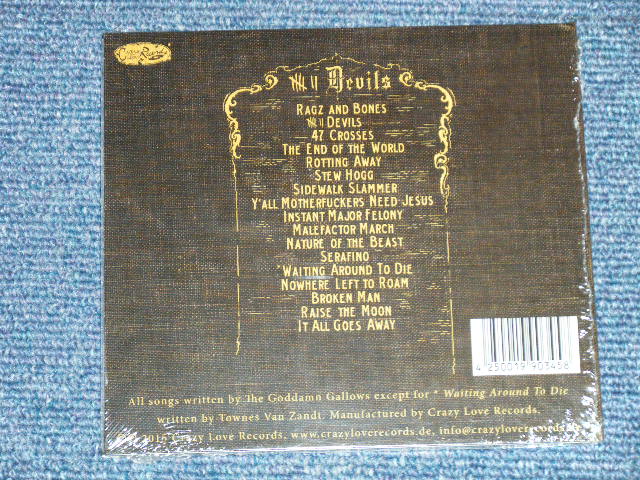 Crazy Love Records
Devils
Ragz and Bones
Devils
47 Crosses
The End of the World
Rotting Away
Stew Hogg
Sidewalk Slammer
Y'all Motherfuckers Need Jesus
Instant Major Felony
Malefactor March
Nature of the Beast
Serafino
*Waiting Around To Die
Nowhere Left to Roam
Broken Man
Raise the Moon
It All Goes Away
4 250019 903458
All songs written by The Goddamn Gallows except for * Waiting Around To Die
written by Townes Van Zandt. Manufactured by Crazy Love Records.
2016 Crazy Love Records, www.crazyloverecords.de, info@crazyloverecords.de